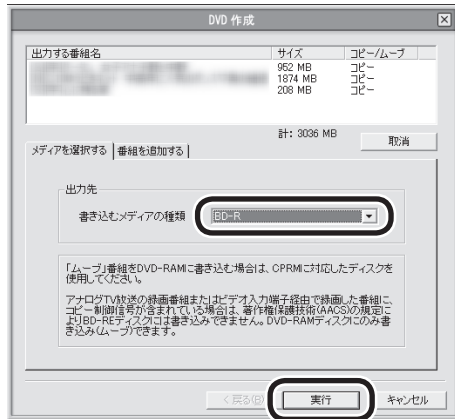 DVD 作成
出力する番組名 サイズ コピー/ムーブ
952 MB コピー
1874 MB コピー
208 MB コピー
計: 3036 MB
取消
メディアを選択する 番組を追加する
出力先
書き込むメディアの種類 BD-R
「ムーブ」番組をDVD-RAMに書き込む場合は、CPRMに対応したディスクを
使用してください。
アナログTV放送の録画番組またはビデオ入力端子経由で録画した番組に、
コピー制御信号が含まれている場合は、著作権保護技術(AACS)の規定に
よりBD-REディスクには書き込みできません。DVD-RAMディスクにのみ書
き込み(ムーブ)できます。
< 戻る(B) 実行 キャンセル